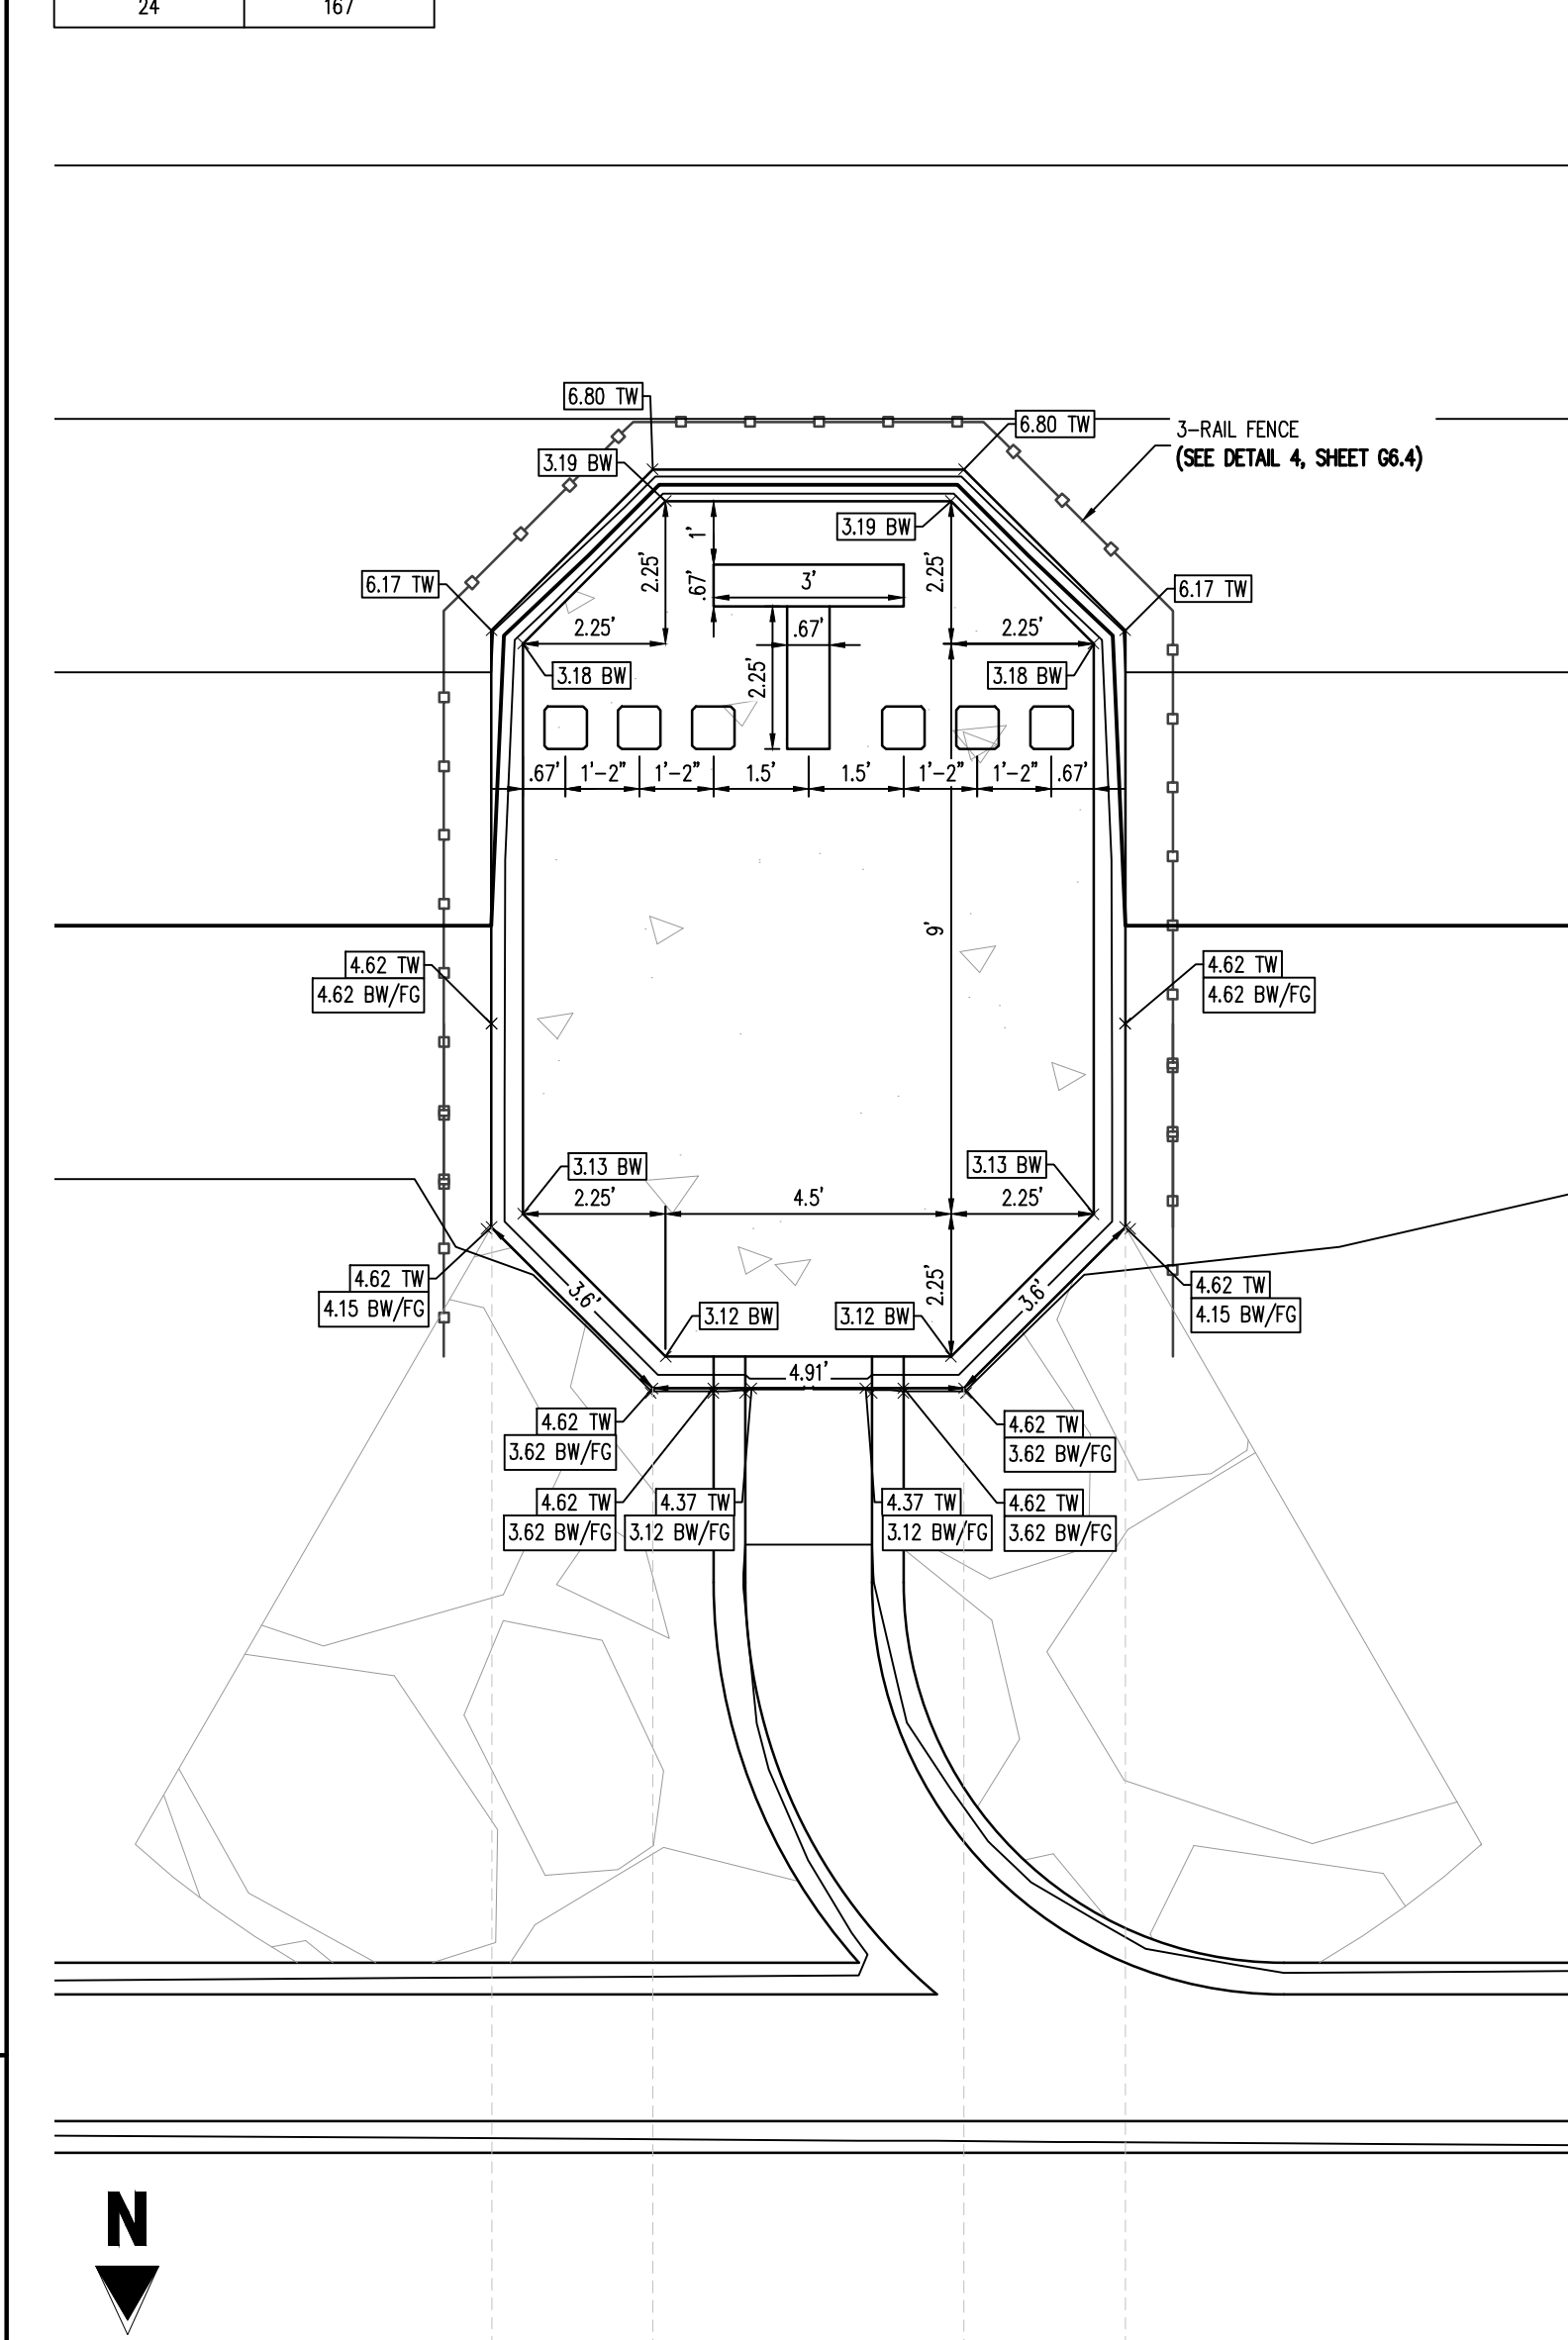 24 167
6.80 TW
6.80 TW
3-RAIL FENCE
(SEE DETAIL 4, SHEET G6.4)
3.19 BW
3.19 BW
1'
2.25'
2.25'
.67'
3'
6.17 TW
6.17 TW
2.25'
.67'
2.25'
3.18 BW
2.25'
3.18 BW
.67' 1'-2" 1'-2" 1.5' 1.5' 1'-2" 1'-2" .67'
9'
4.62 TW
4.62 BW/FG
4.62 TW
4.62 BW/FG
3.13 BW
3.13 BW
2.25' 4.5' 2.25'
4.62 TW
4.15 BW/FG
3.6'
2.25'
3.6'
4.62 TW
4.15 BW/FG
3.12 BW
3.12 BW
4.91'
4.62 TW
3.62 BW/FG
4.62 TW
3.62 BW/FG
4.62 TW
3.62 BW/FG
4.37 TW
3.12 BW/FG
4.37 TW
3.12 BW/FG
4.62 TW
3.62 BW/FG
N